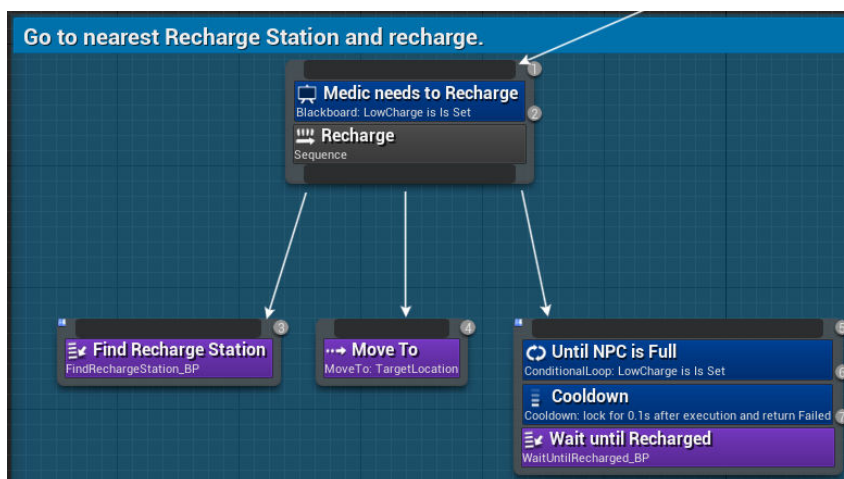 Go to nearest Recharge Station and recharge.
1
Medic needs to Recharge
Blackboard: LowCharge is Is Set
2
Recharge
Sequence
3
Find Recharge Station
FindRechargeStation_BP
4
Move To
MoveTo: TargetLocation
5
Until NPC is Full
ConditionalLoop: LowCharge is Is Set
6
Cooldown
Cooldown: lock for 0.1s after execution and return Failed
7
Wait until Recharged
WaitUntilRecharged_BP